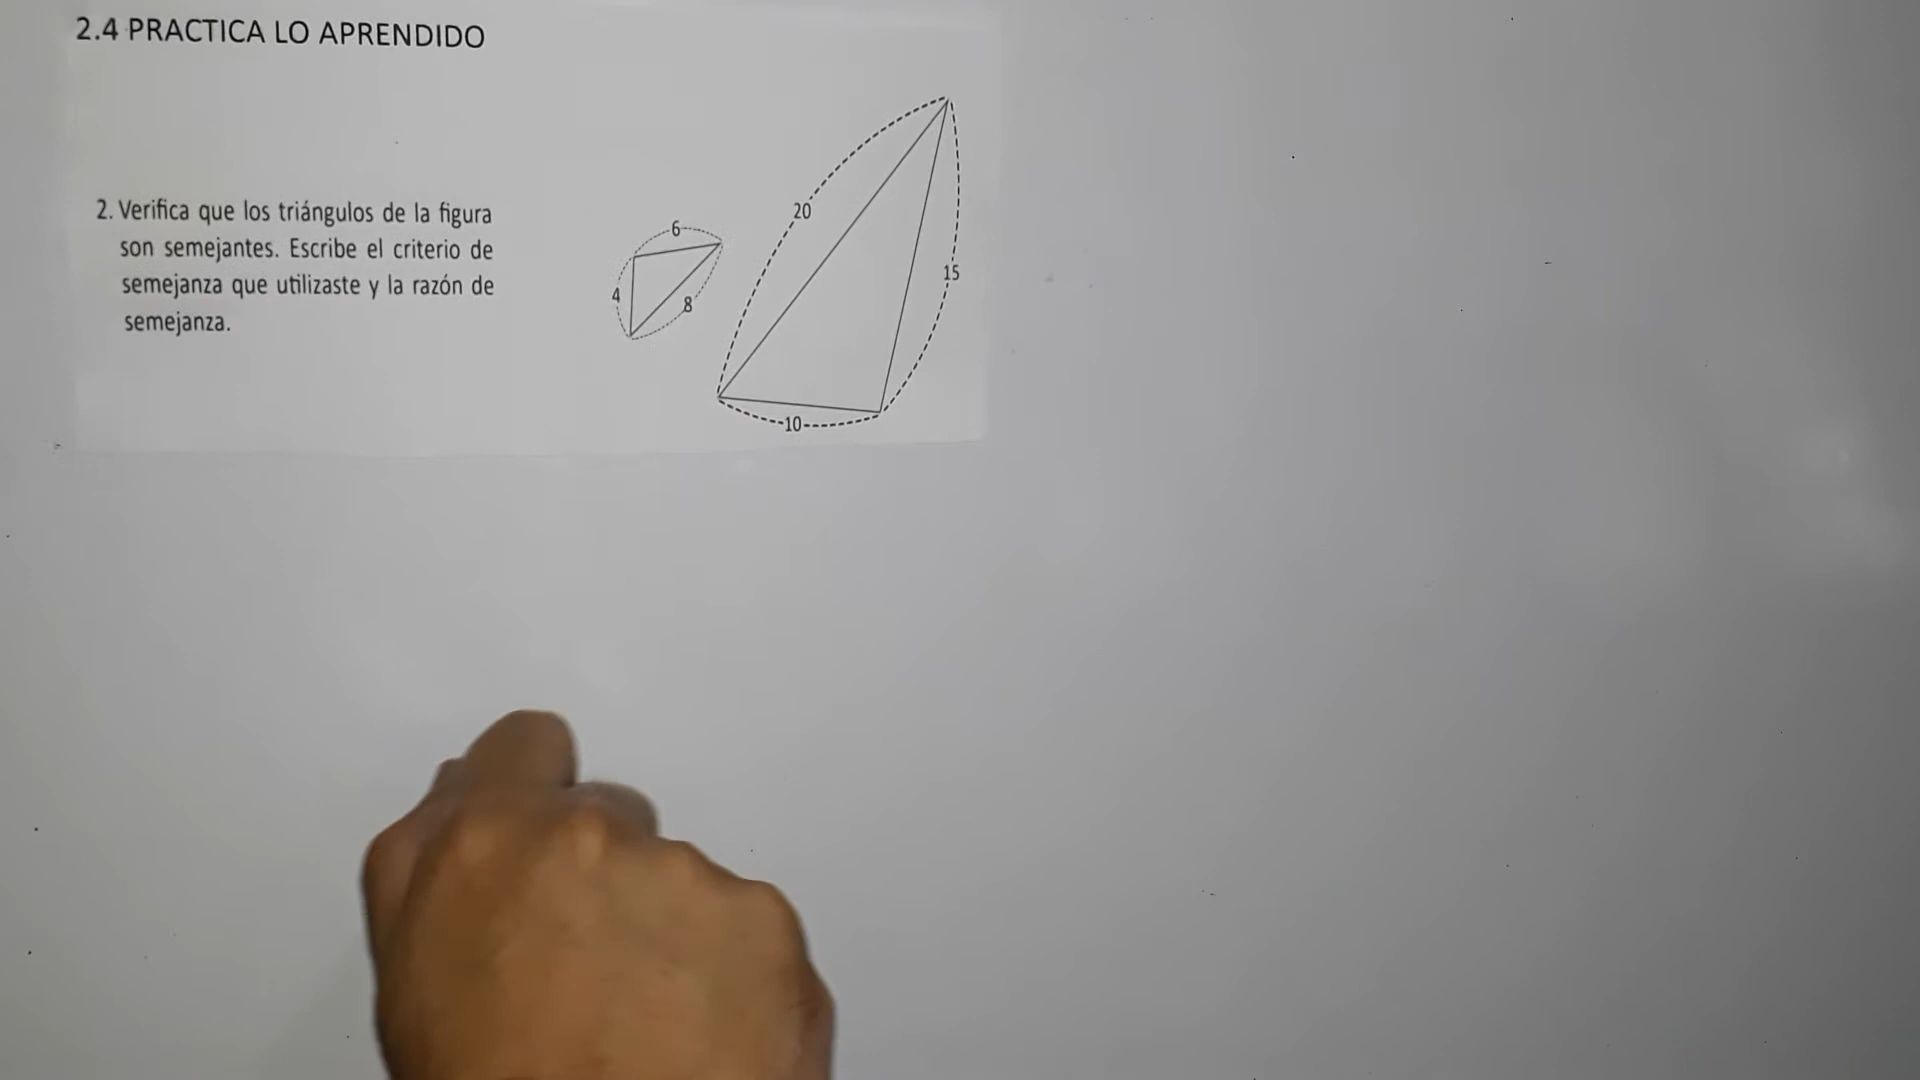 2.4 PRACTICA LO APRENDIDO
2. Verifica que los triángulos de la figura
son semejantes. Escribe el criterio de
semejanza que utilizaste y la razón de
semejanza.
6
4
8
20
15
10